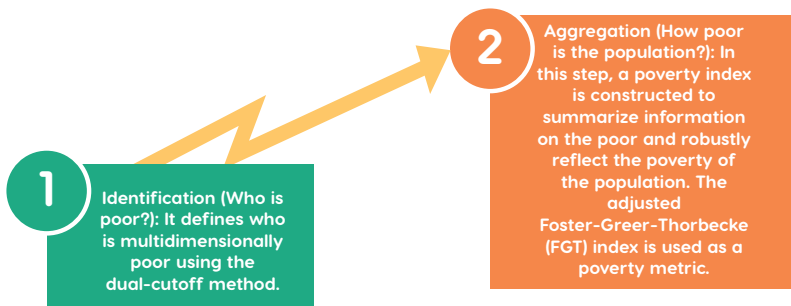 1
Identification (Who is
poor?): It defines who
is multidimensionally
poor using the
dual-cutoff method.
2
Aggregation (How poor
is the population?): In
this step, a poverty index
is constructed to
summarize information
on the poor and robustly
reflect the poverty of
the population. The
adjusted
Foster-Greer-Thorbecke
(FGT) index is used as a
poverty metric.